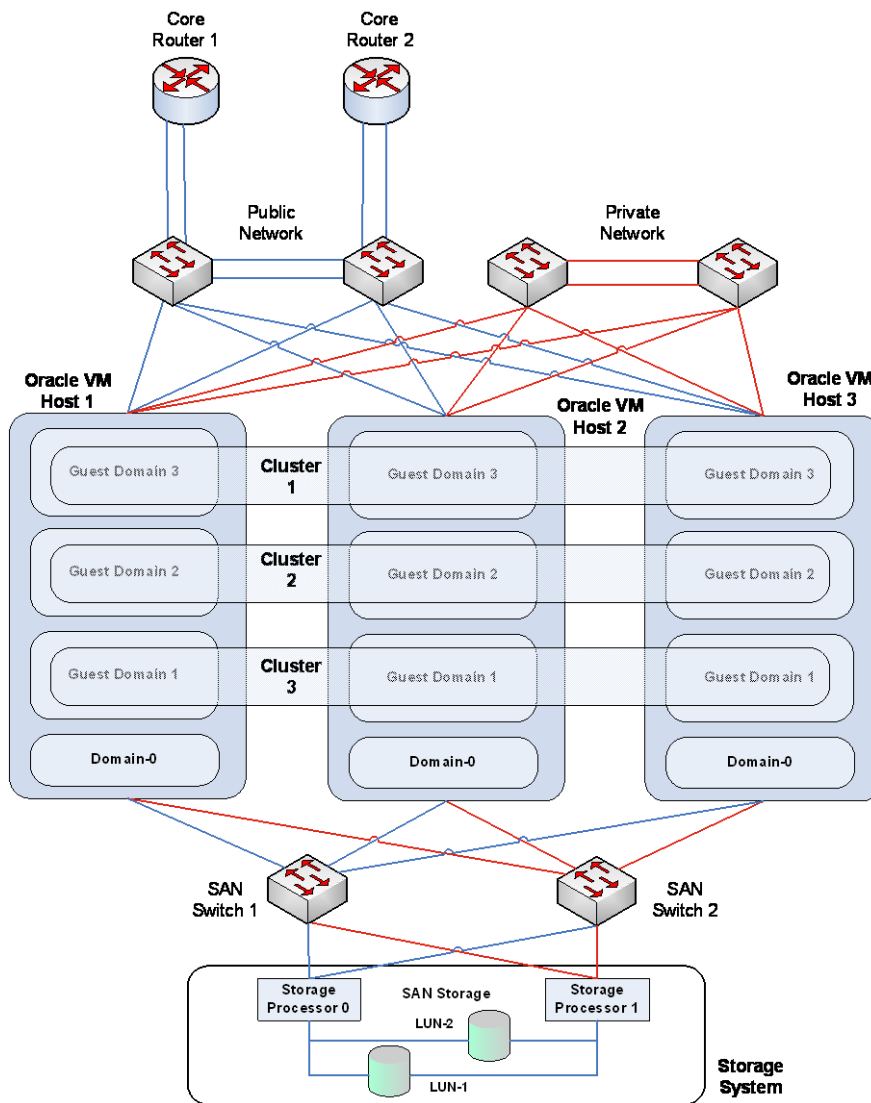 Core
Router 1
Core
Router 2
Public
Network
Private
Network
Oracle VM
Host 1
Oracle VM
Host 2
Oracle VM
Host 3
Guest Domain 3
Cluster
1
Guest Domain 3
Guest Domain 3
Guest Domain 2
Cluster
2
Guest Domain 2
Guest Domain 2
Guest Domain 1
Cluster
3
Guest Domain 1
Guest Domain 1
Domain-0
Domain-0
Domain-0
SAN
Switch 1
SAN
Switch 2
Storage
Processor 0
SAN Storage
Storage
Processor 1
LUN-2
LUN-1
Storage
System